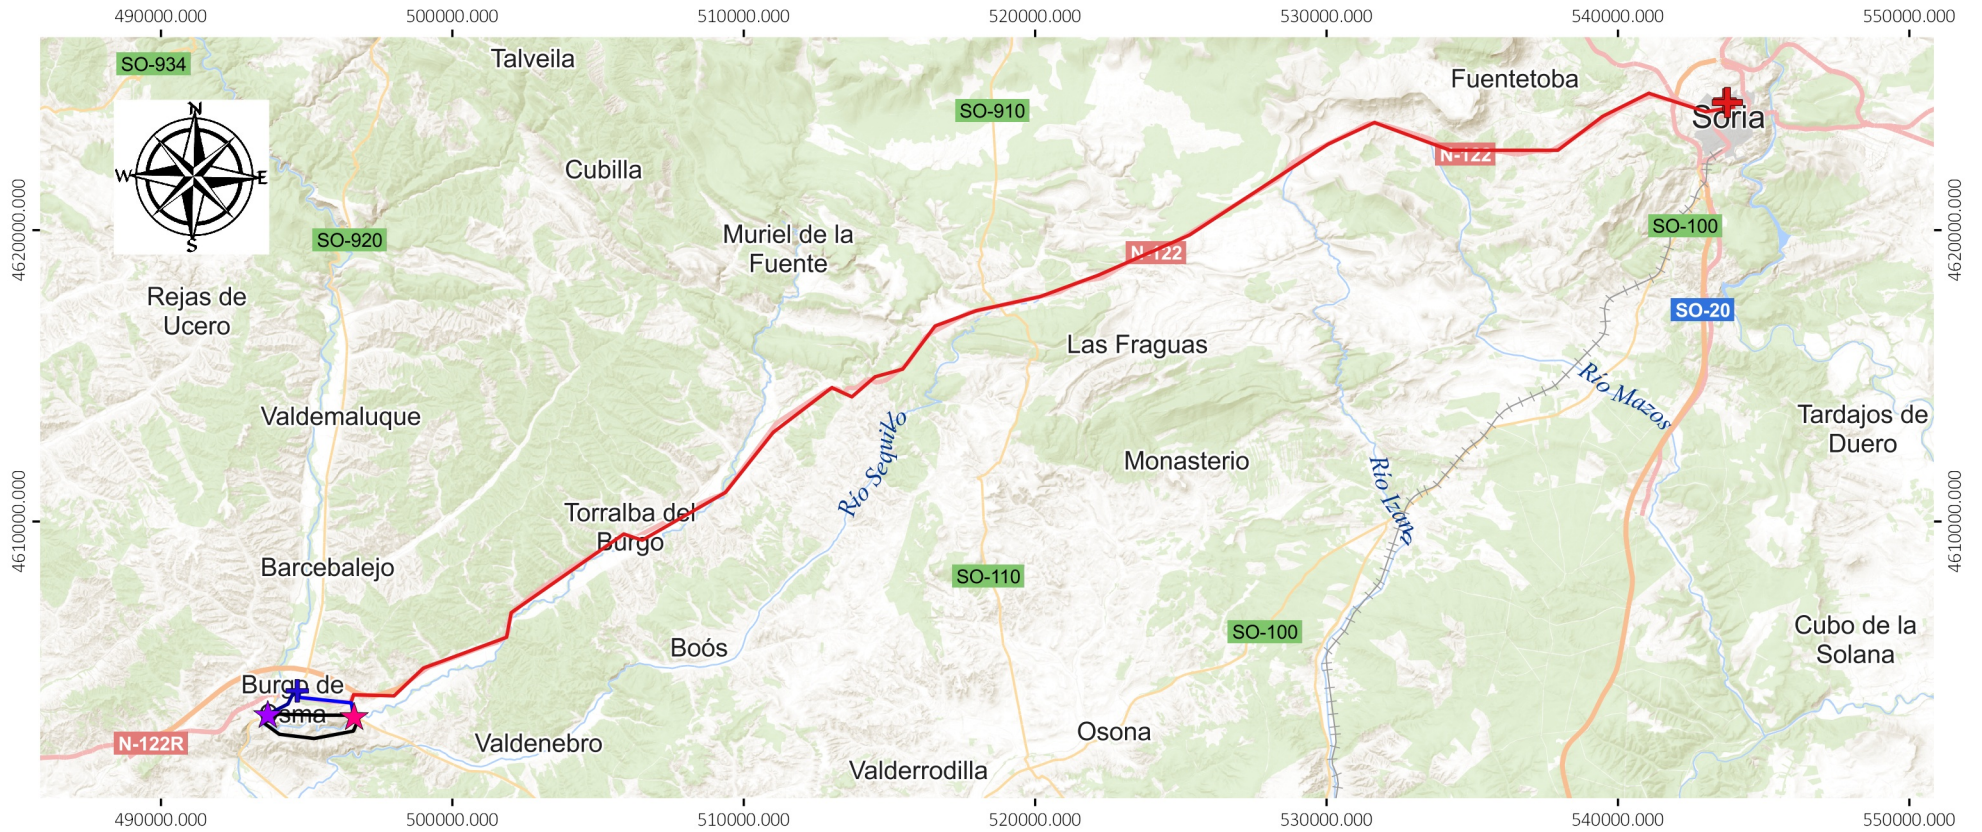 490000.000
500000.000
510000.000
520000.000
530000.000
540000.000
550000.000
SO-934
Talveila
Fuentetoba
SO-910
N
W
E
S
Soria
N-122
Cubilla
4620000.000
4620000.000
SO-920
Muriel de la
Fuente
N-122
SO-100
Rejas de
Ucero
SO-20
Las Fraguas
Río Mazos
Valdemaluque
Río Sequillo
Tardajos de
Duero
Monasterio
Río Izana
4610000.000
4610000.000
Torralba del
Burgo
Barcebalejo
SO-110
SO-100
Boós
Cubo de la
Solana
Burgo de
Osma
N-122R
Valdenebro
Osona
Valderrodilla
490000.000
500000.000
510000.000
520000.000
530000.000
540000.000
550000.000